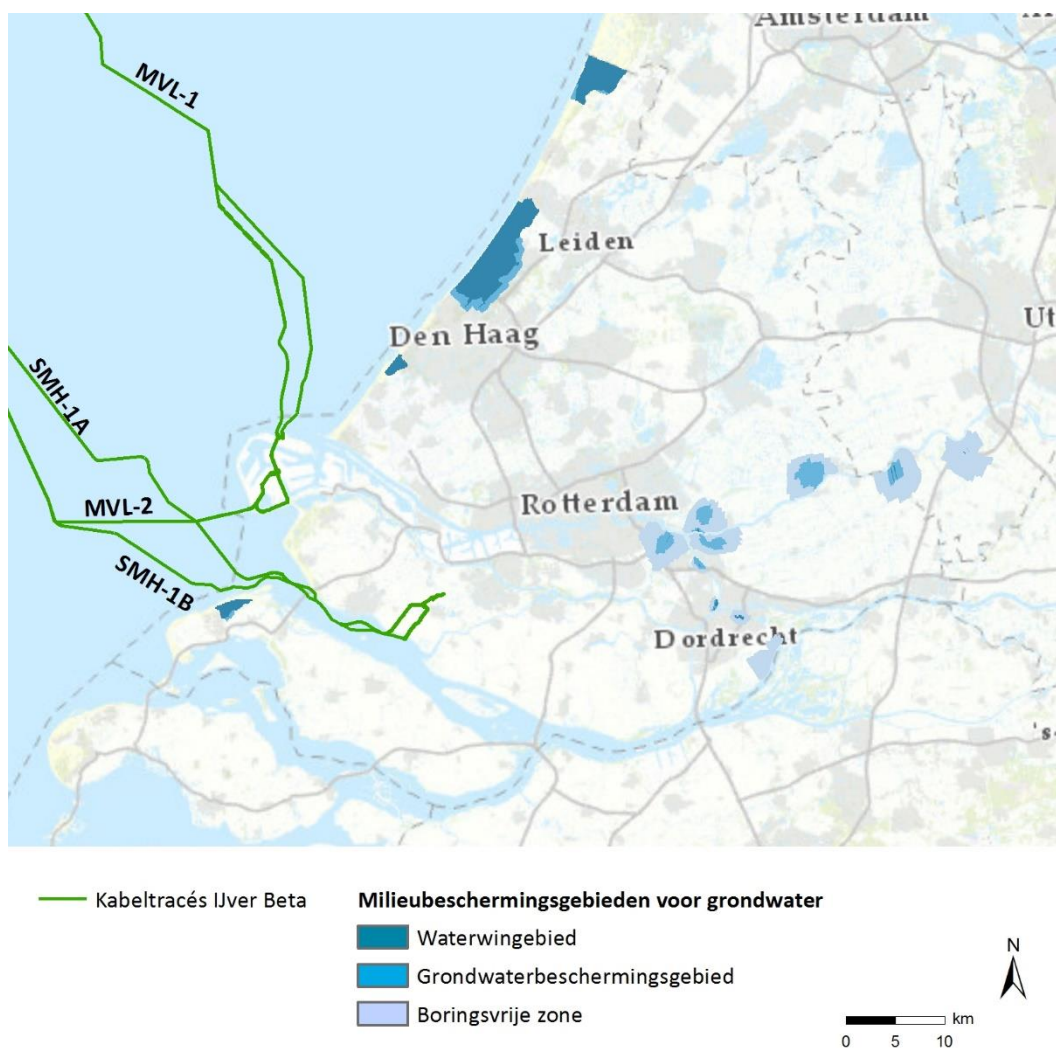 Amsterdam
MVL-1
Leiden
Ut
Den Haag
SMH-1A
Rotterdam
MVL-2
SMH-1B
Dordrecht
's-
Kabeltracés IJver Beta
Milieubeschermingsgebieden voor grondwater
Waterwingebied
Grondwaterbeschermingsgebied
Boringsvrije zone
N
km
0 5 10